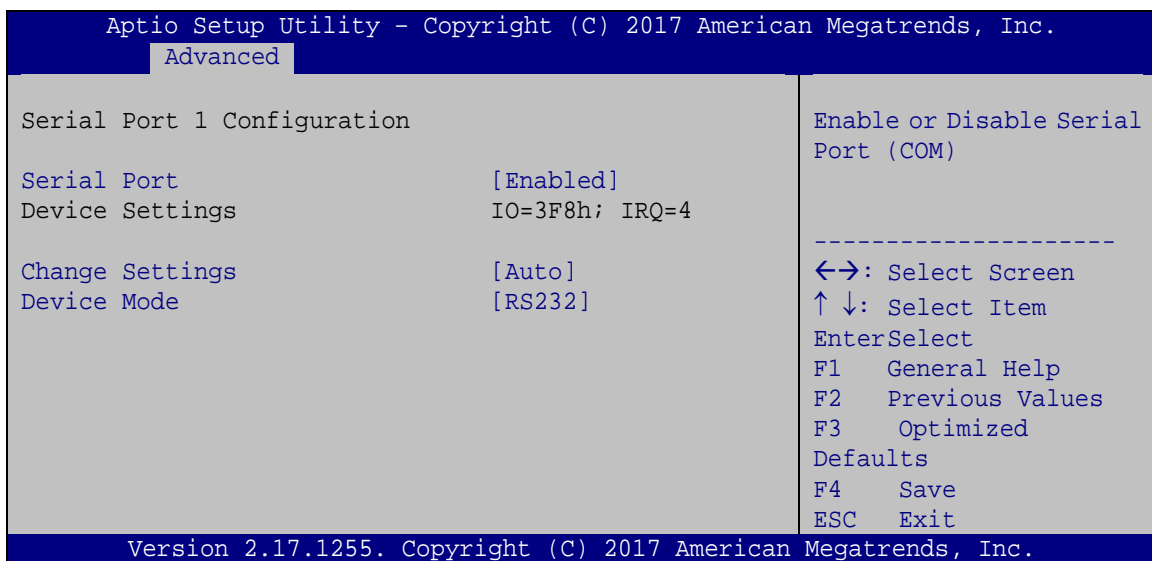 Aptio Setup Utility – Copyright (C) 2017 American Megatrends, Inc.
Advanced
Serial Port 1 Configuration
Serial Port [Enabled]
Device Settings IO=3F8h; IRQ=4
Change Settings [Auto]
Device Mode [RS232]
Enable or Disable Serial
Port (COM)
---------------------
←→: Select Screen
↑ ↓: Select Item
EnterSelect
F1 General Help
F2 Previous Values
F3 Optimized
Defaults
F4 Save
ESC Exit
Version 2.17.1255. Copyright (C) 2017 American Megatrends, Inc.